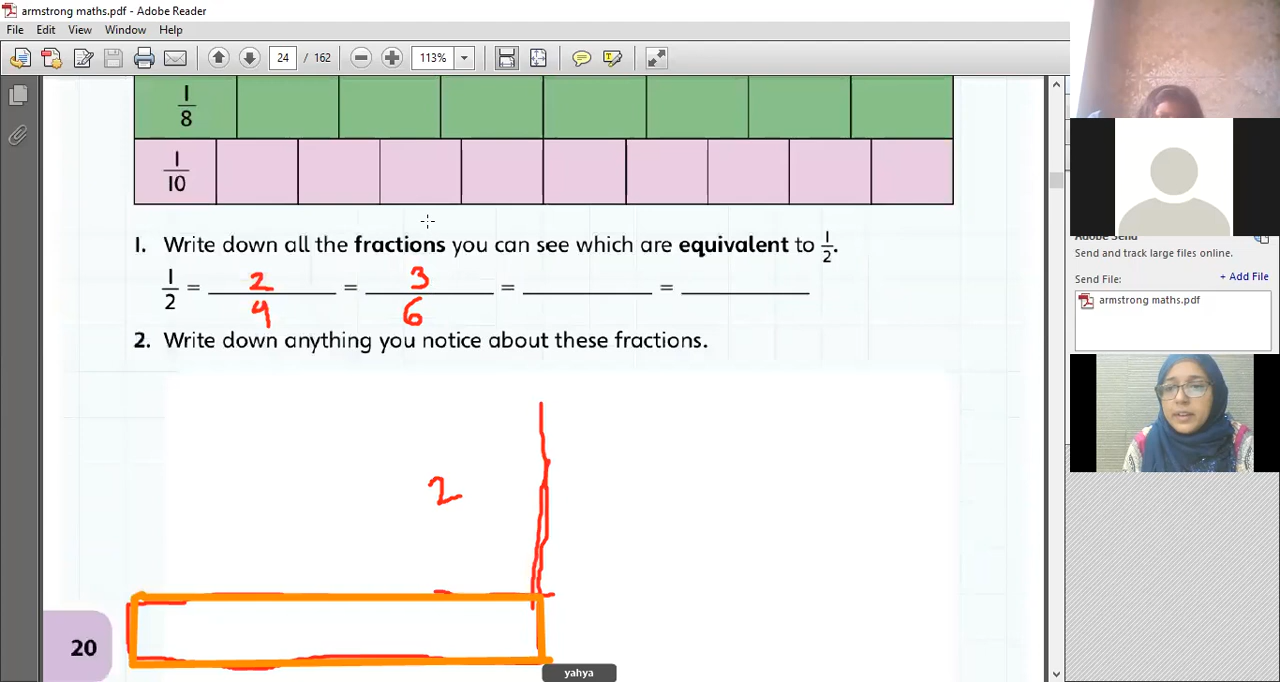 armstrong maths.pdf - Adobe Reader
File Edit View Window Help
24 / 162 113%
1/8
1/10
1. Write down all the fractions you can see which are equivalent to 1/2.
1/2 = 2/4 = 3/6 = ______ = ______
2. Write down anything you notice about these fractions.
2
20
yahya
Adobe Send
Send and track large files online.
Send File:
+ Add File
armstrong maths.pdf